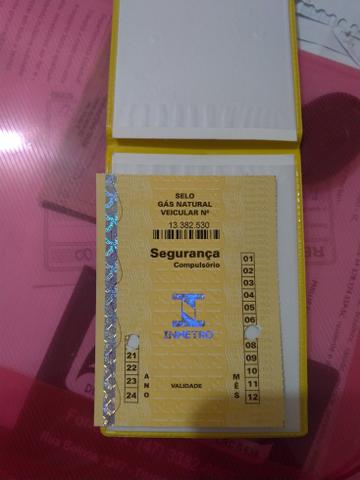 SELO
GÁS NATURAL
VEICULAR Nº
13.382.530
Segurança
Compulsório
INMETRO
01
02
03
04
05
06
08
09
10
11
12
MÊS
21
22
23
24
ANO
VALIDADE